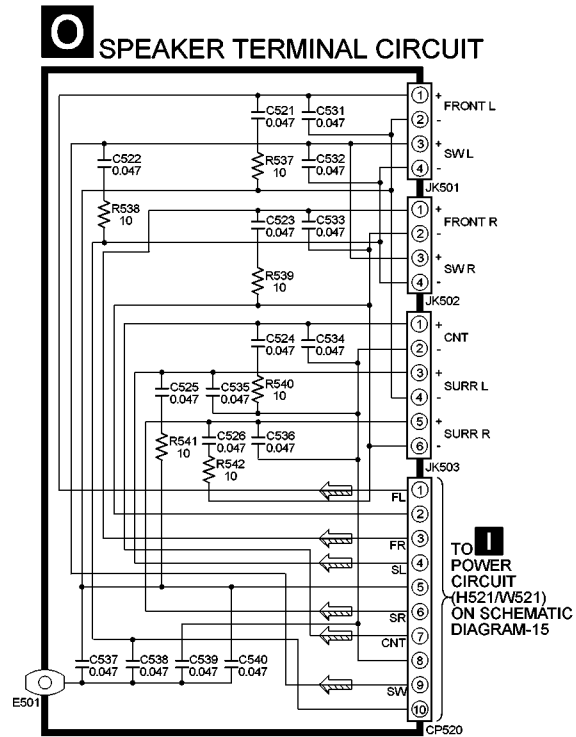 O SPEAKER TERMINAL CIRCUIT
C521
0.047
C531
0.047
1 +
FRONT L
2 -
3 +
SW L
4 -
JK501
C522
0.047
R537
10
C532
0.047
R538
10
C523
0.047
C533
0.047
1 +
FRONT R
2 -
3 +
SW R
4 -
JK502
R539
10
C524
0.047
C534
0.047
1 +
CNT
2 -
3 +
SURR L
4 -
5 +
SURR R
6 -
JK503
C525
0.047
C535
0.047
R540
10
R541
10
C526
0.047
C536
0.047
R542
10
FL 1
2
FR 3
SL 4
5
SR 6
CNT 7
8
SW 9
10
CP520
TO I
POWER
CIRCUIT
(H521/W521)
ON SCHEMATIC
DIAGRAM-15
C537
0.047
C538
0.047
C539
0.047
C540
0.047
E501